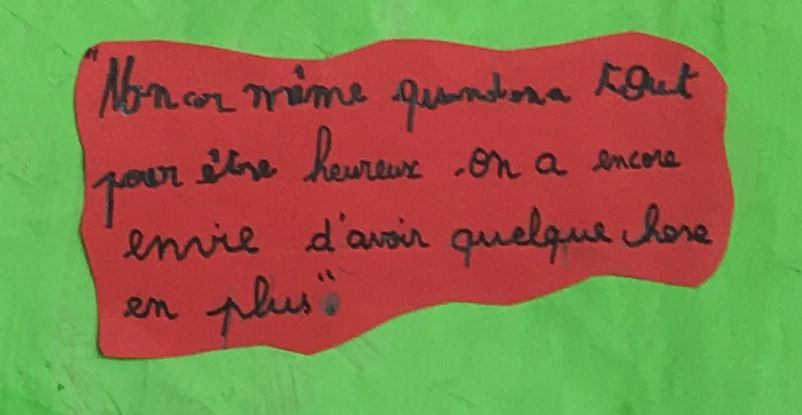 "Non car même quand on a tout
pour être heureux on a encore
envie d'avoir quelque chose
en plus".